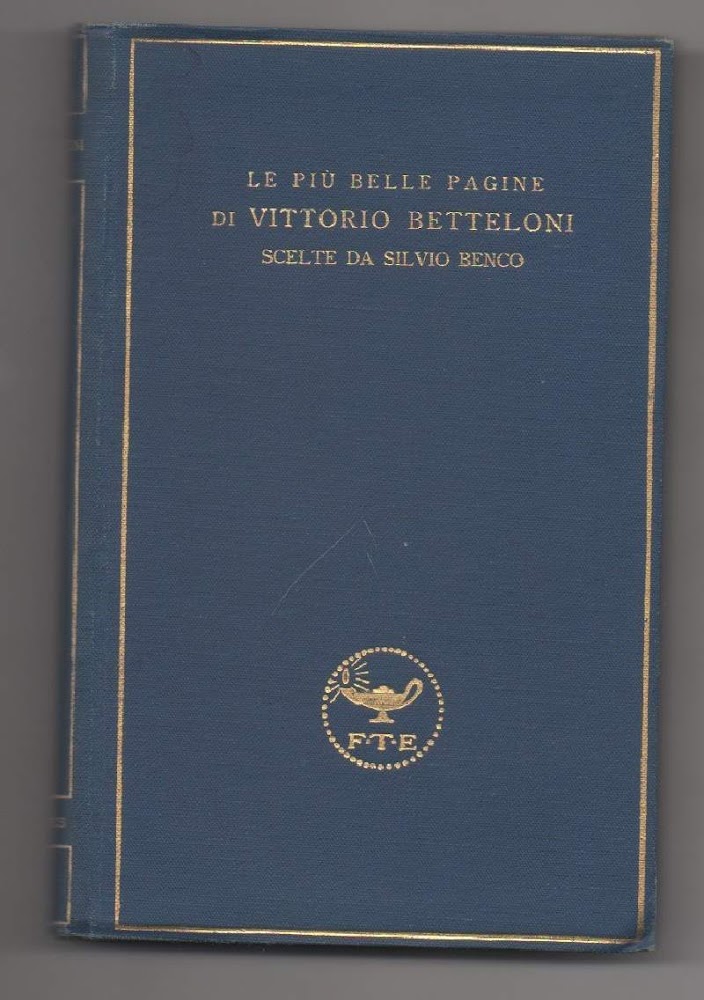 LE PIÙ BELLE PAGINE
DI VITTORIO BETTELONI
SCELTE DA SILVIO BENCO
F·T·E